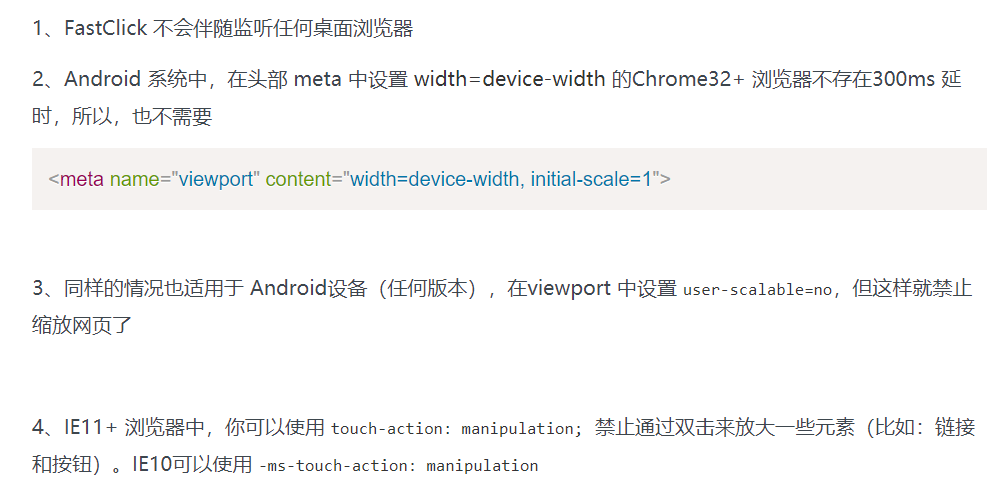 1、FastClick 不会伴随监听任何桌面浏览器
2、Android 系统中，在头部 meta 中设置 width=device-width 的Chrome32+ 浏览器不存在300ms 延
时，所以，也不需要
<meta name="viewport" content="width=device-width, initial-scale=1">
3、同样的情况也适用于 Android设备（任何版本），在viewport 中设置 user-scalable=no，但这样就禁止
缩放网页了
4、IE11+ 浏览器中，你可以使用 touch-action: manipulation; 禁止通过双击来放大一些元素（比如：链接
和按钮）。IE10可以使用 -ms-touch-action: manipulation